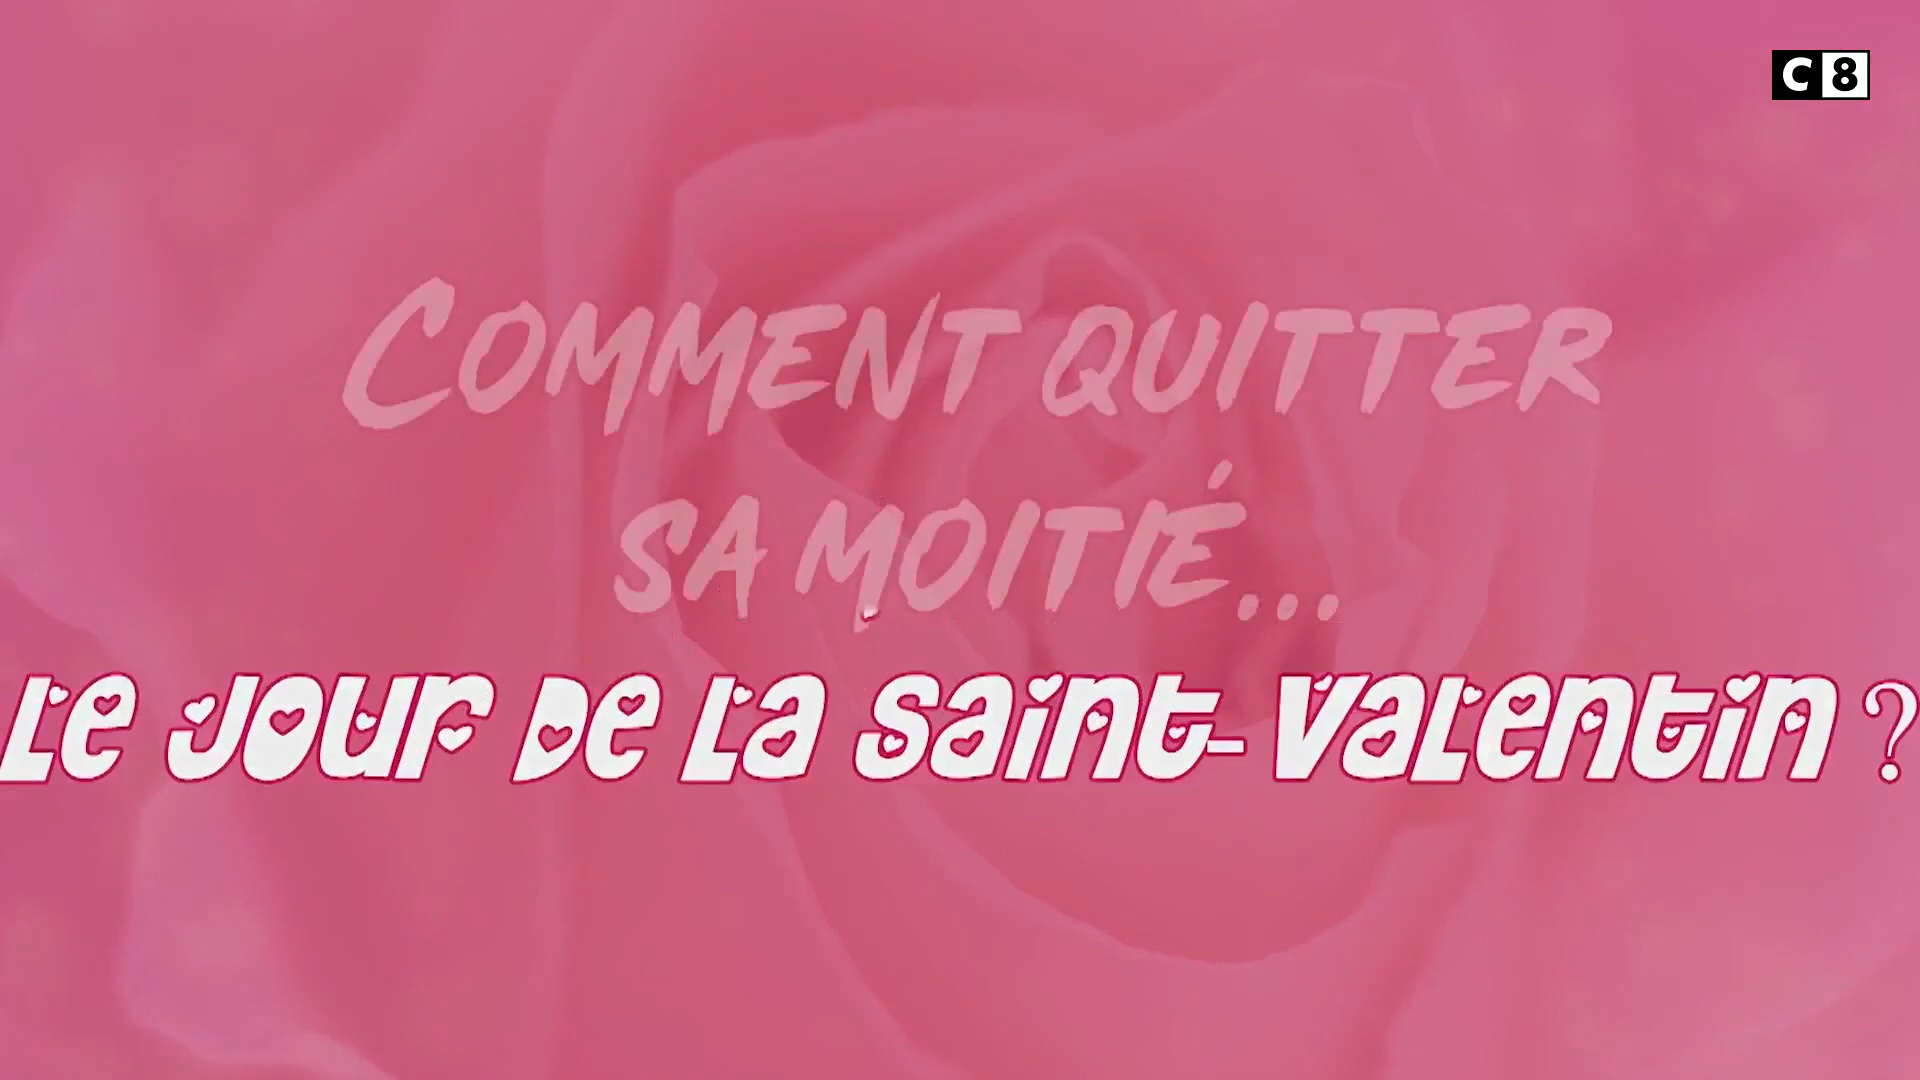 C8
Comment quitter
sa moitié...
Le Jour de la Saint-Valentin ?